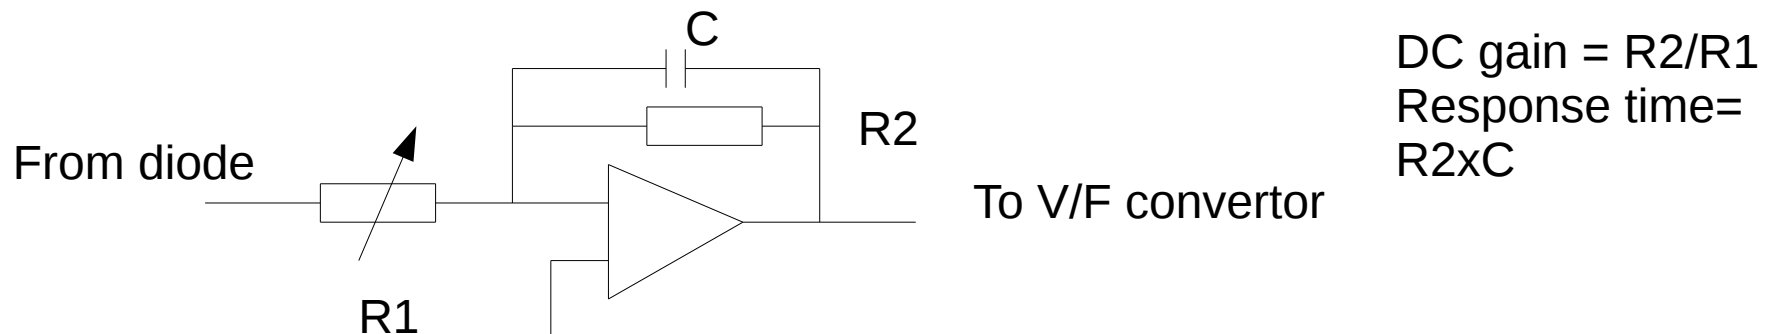 C
DC gain = R2/R1
Response time=
R2xC
R2
From diode
To V/F convertor
R1